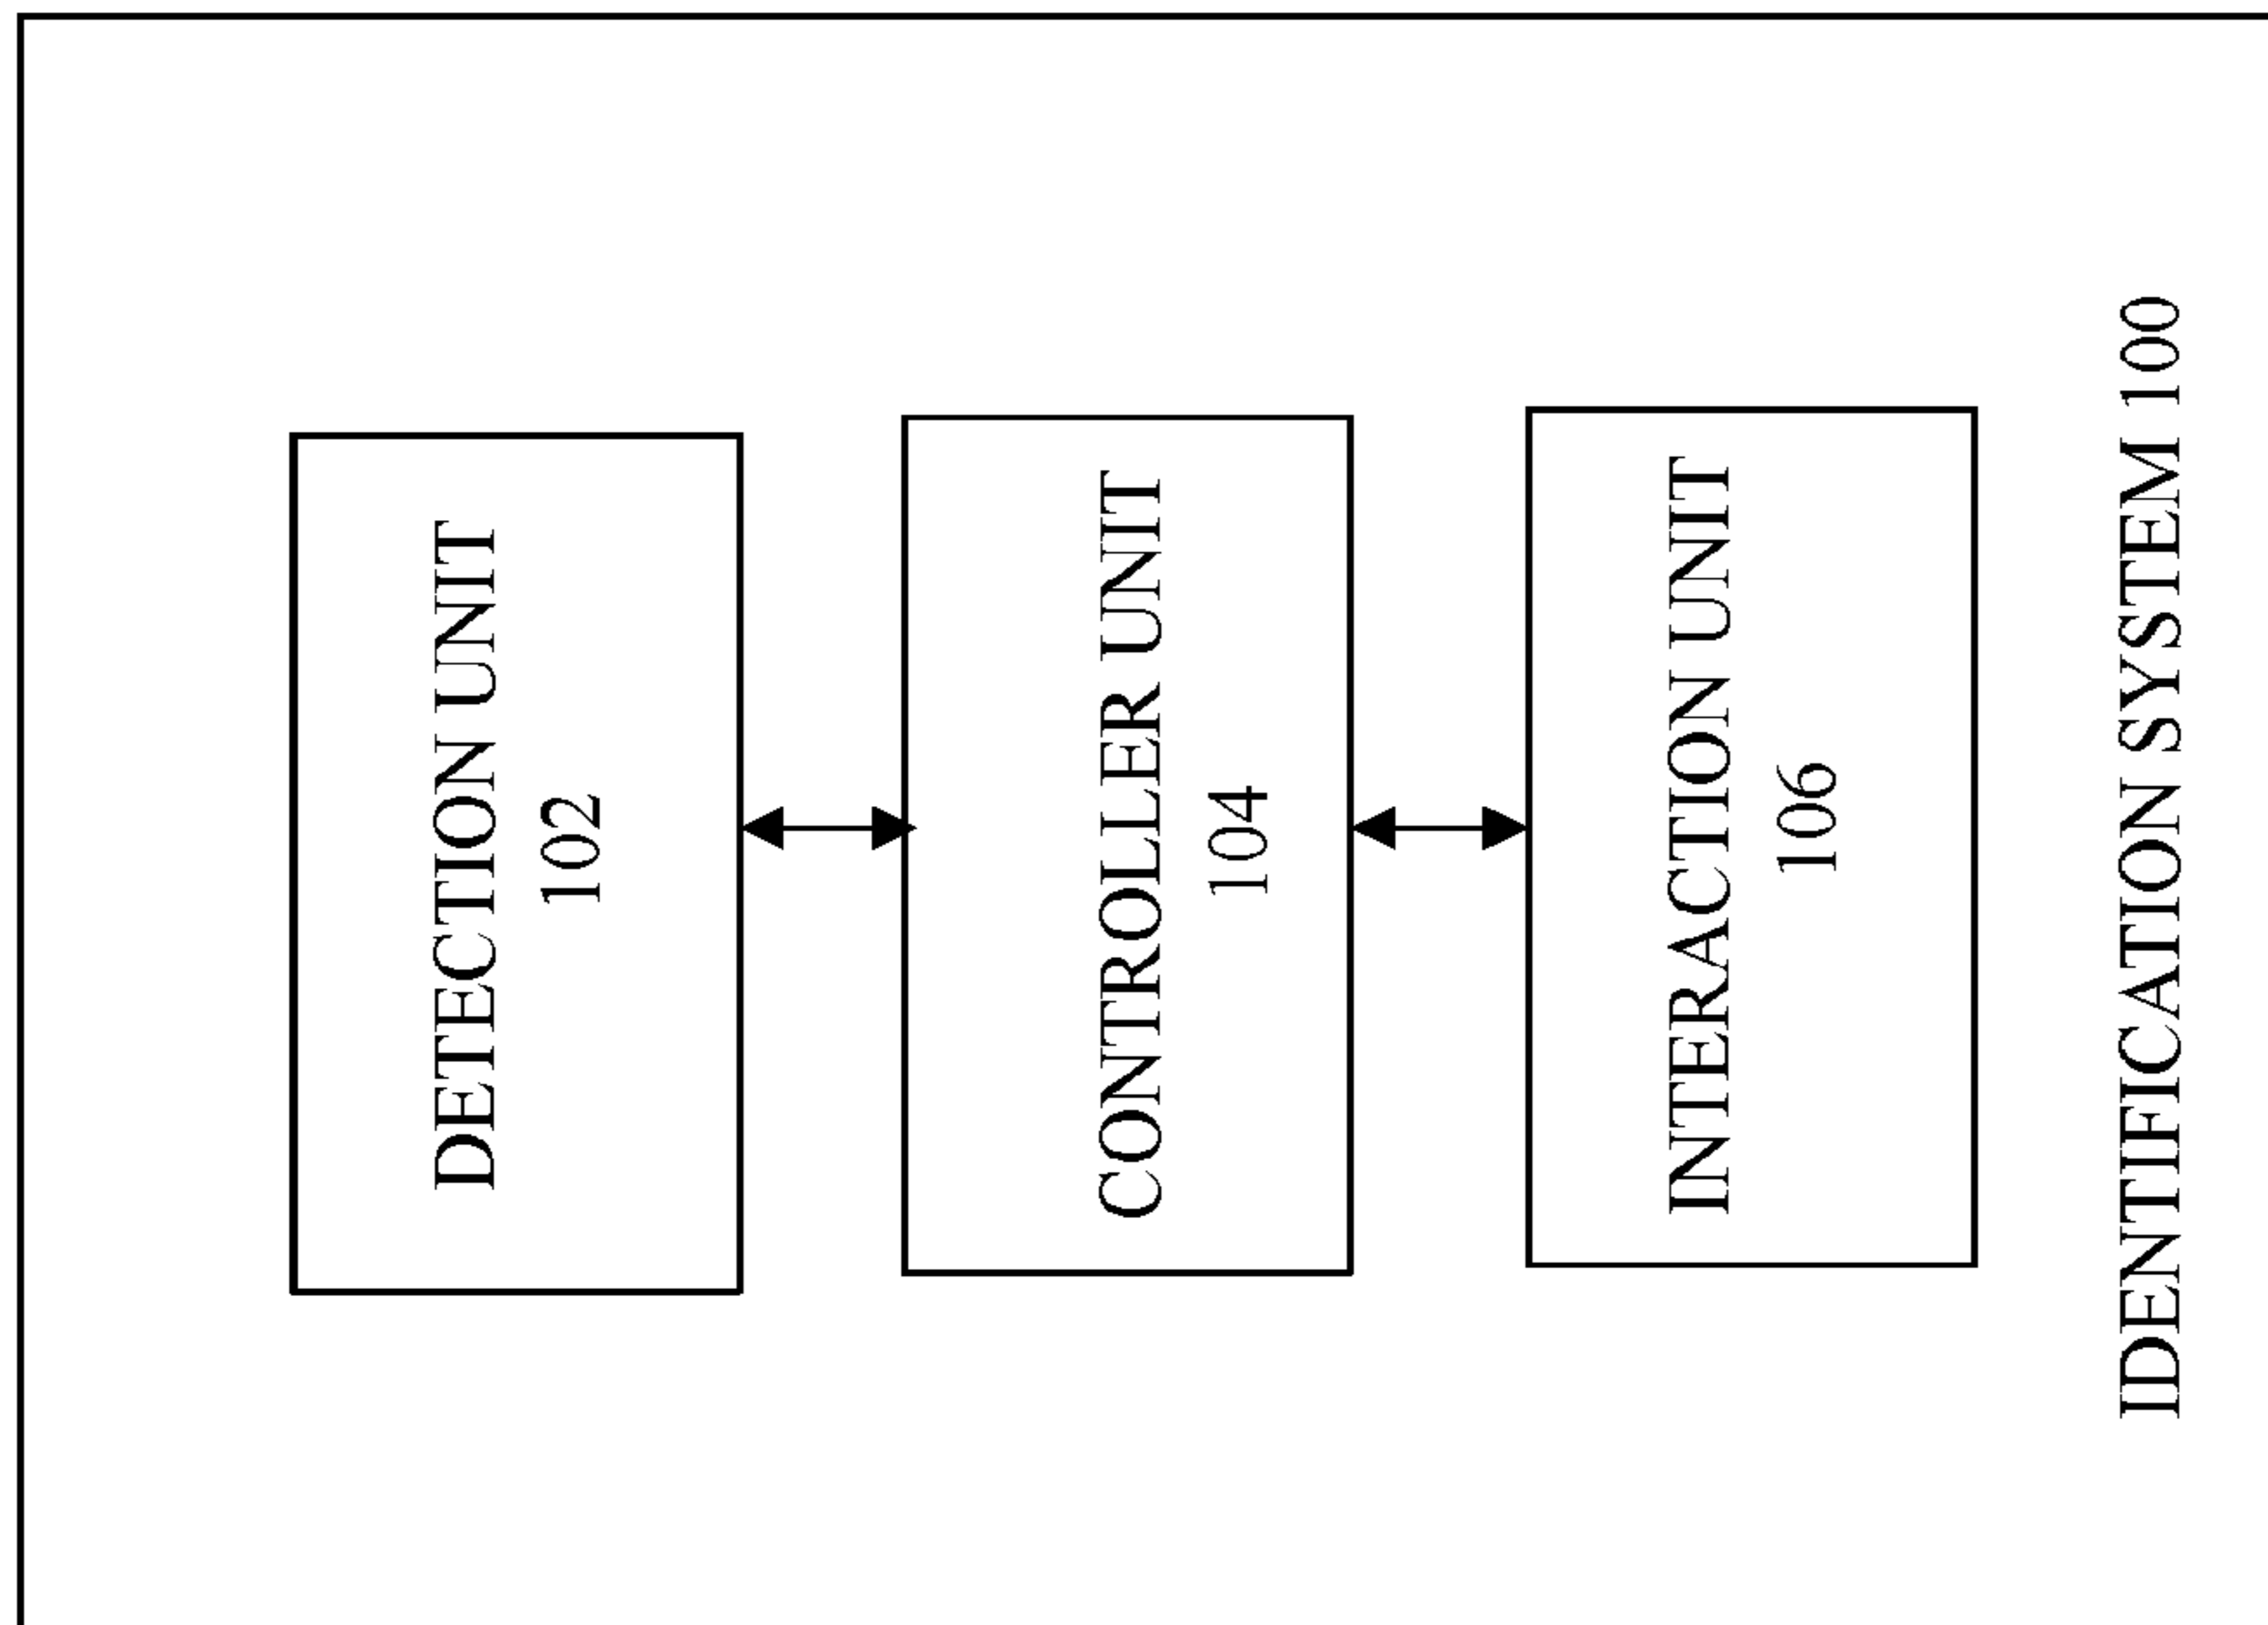 DETECTION UNIT
102
CONTROLLER UNIT
104
INTERACTION UNIT
106
IDENTIFICATION SYSTEM 100